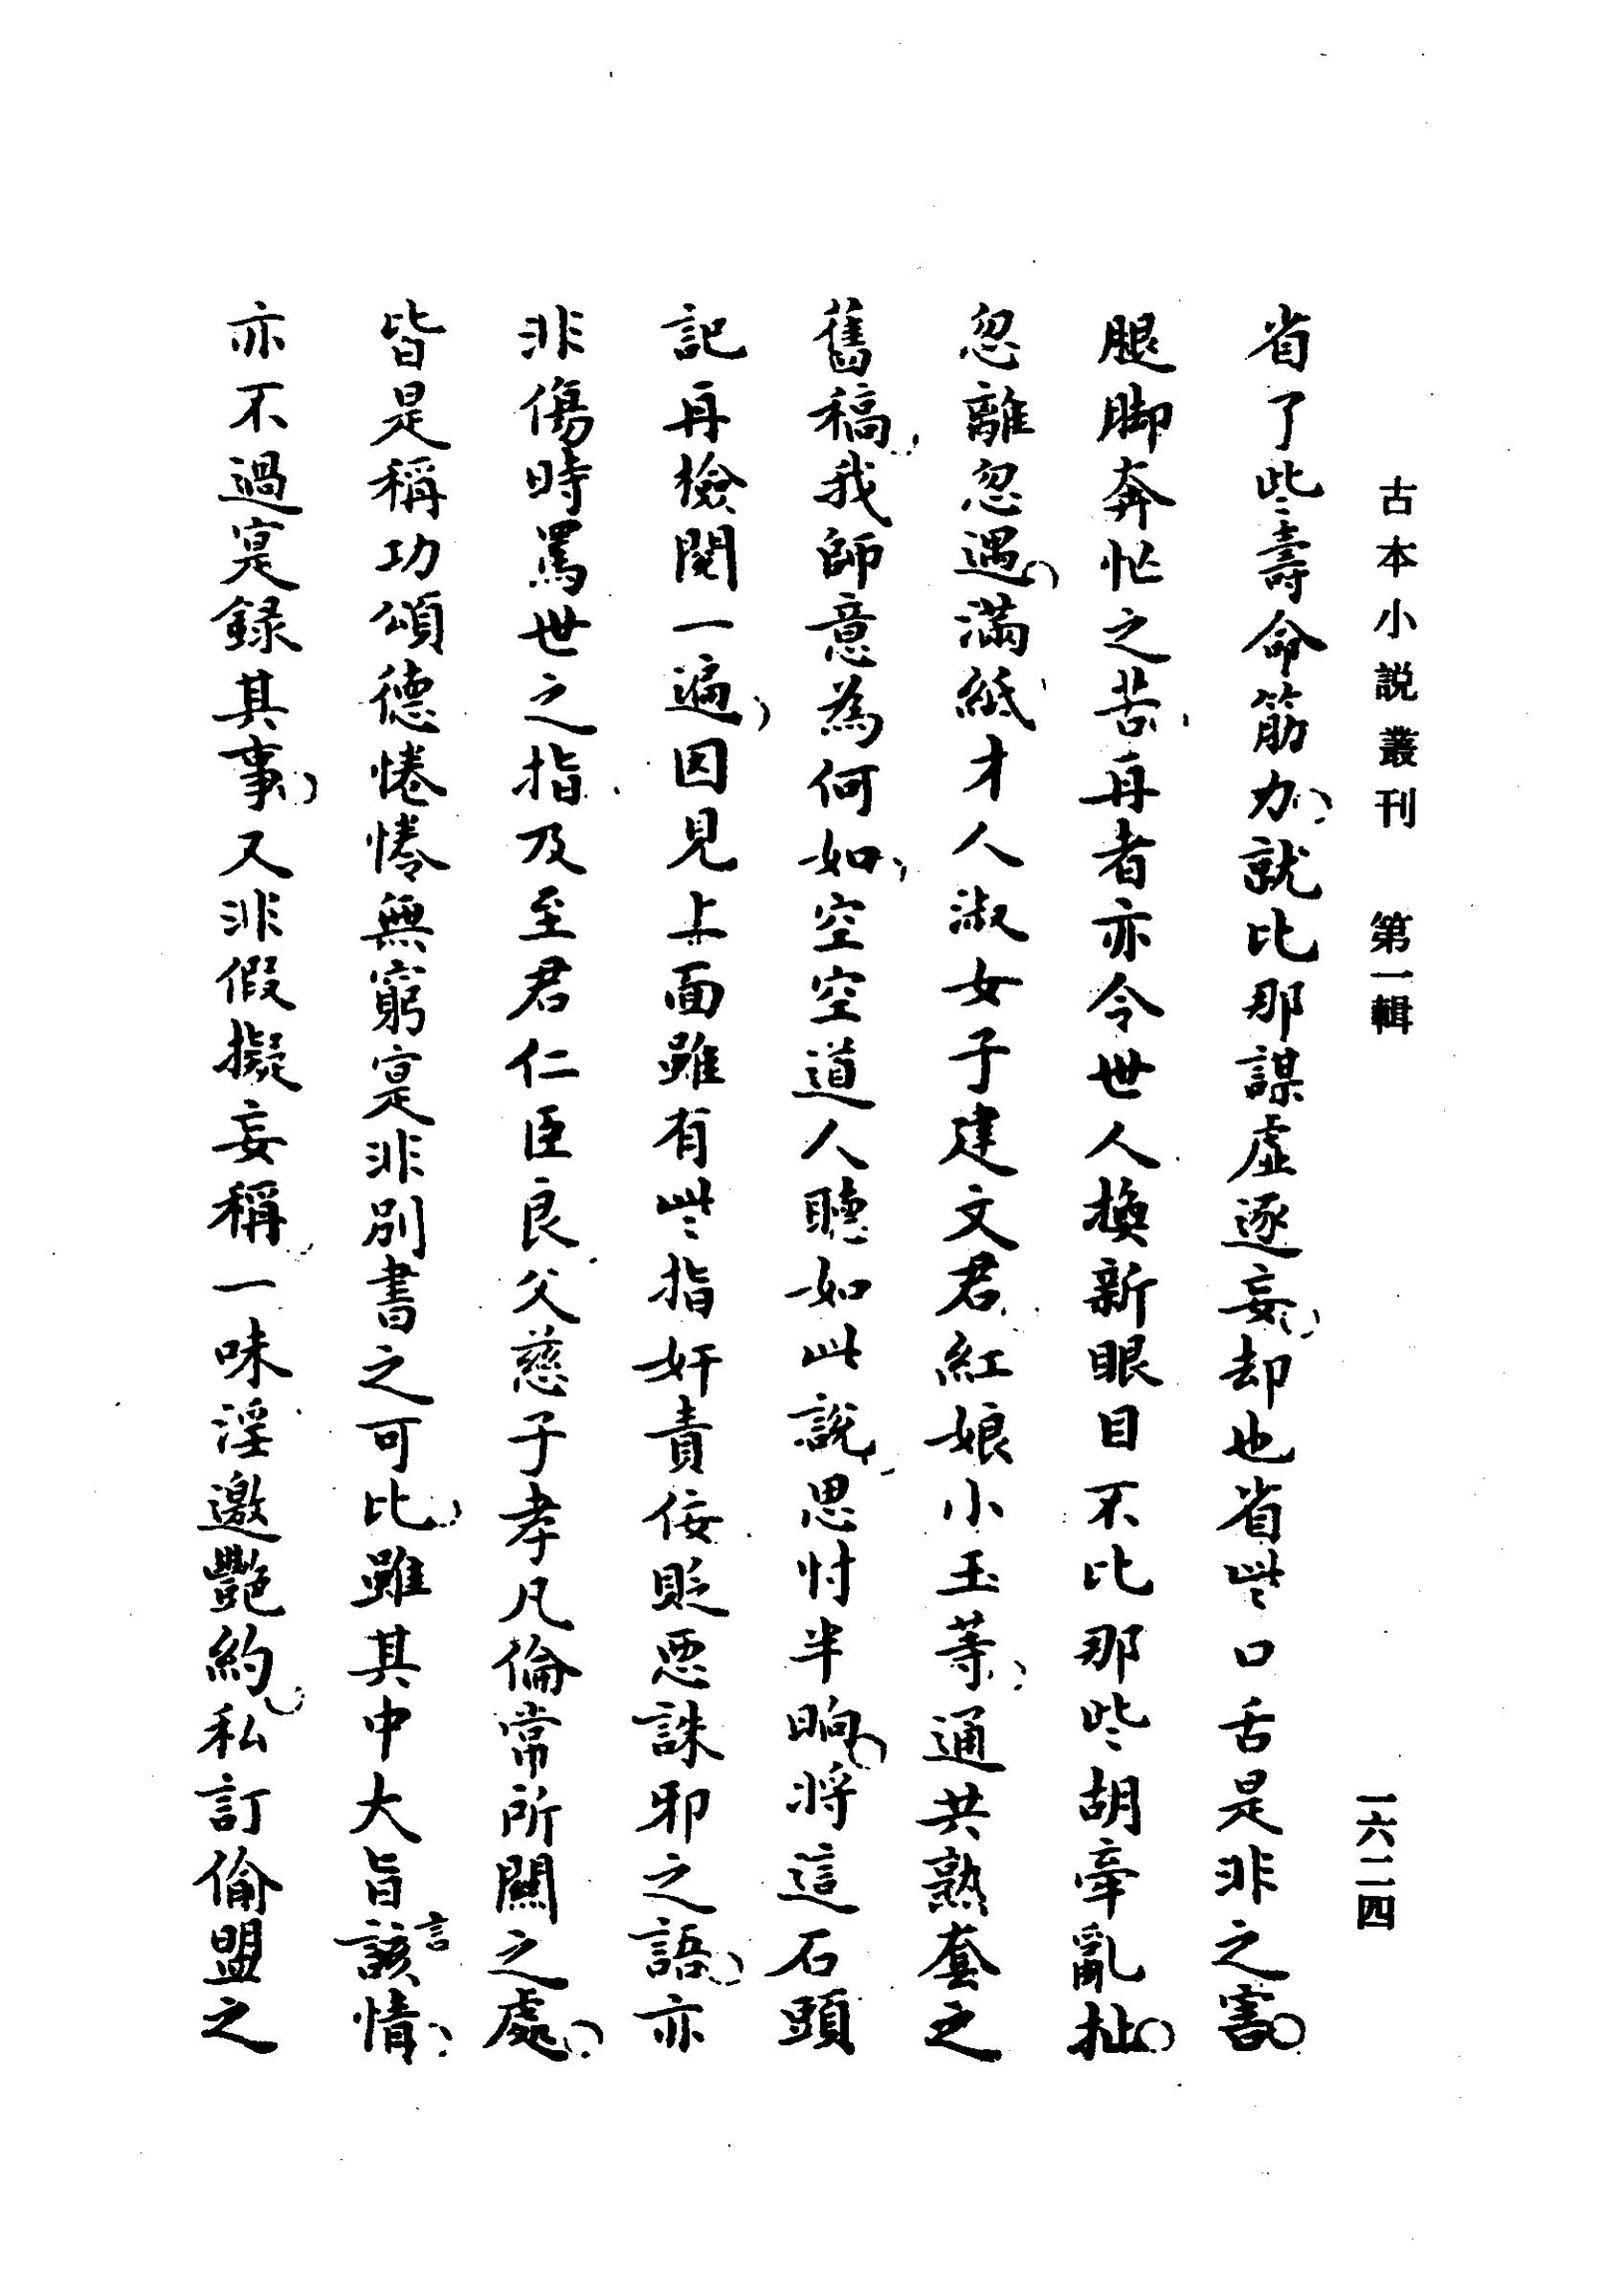 古本小説叢刊　第一輯
一六二四
省了些壽命筋力就比那謀虛逐妄却也省些口舌是非之害
腿脚奔忙之苦再者亦令世人換新眼目不比那些胡牽亂扯
忽離忽遇滿紙才人淑女子建文君紅娘小玉等通共熟套之
舊稿我師意為何如空空道人聽如此說思忖半晌將這石頭
記再檢閱一遍因見上面雖有些指奸責佞貶惡誅邪之語亦
非傷時罵世之指及至君仁臣良父慈子孝凡倫常所關之處
皆是稱功頌德惓惓無窮寔非別書之可比雖其中大旨該情
言
亦不過寔録其事又非假擬妄稱一味淫邀艷約私訂偷盟之